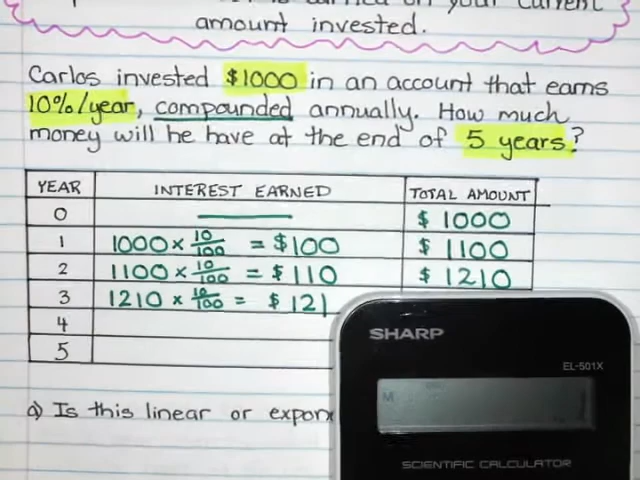 amount invested.
Carlos invested $1000 in an account that earns
10%/year, compounded annually. How much
money will he have at the end of 5 years?
YEAR INTEREST EARNED TOTAL AMOUNT
0 $ 1000
1 1000 × 10/100 = $100 $ 1100
2 1100 × 10/100 = $ 110 $ 1210
3 1210 × 10/100 = $ 121
4
5
a) Is this linear or expon
SHARP
EL-501X
M
SCIENTIFIC CALCULATOR